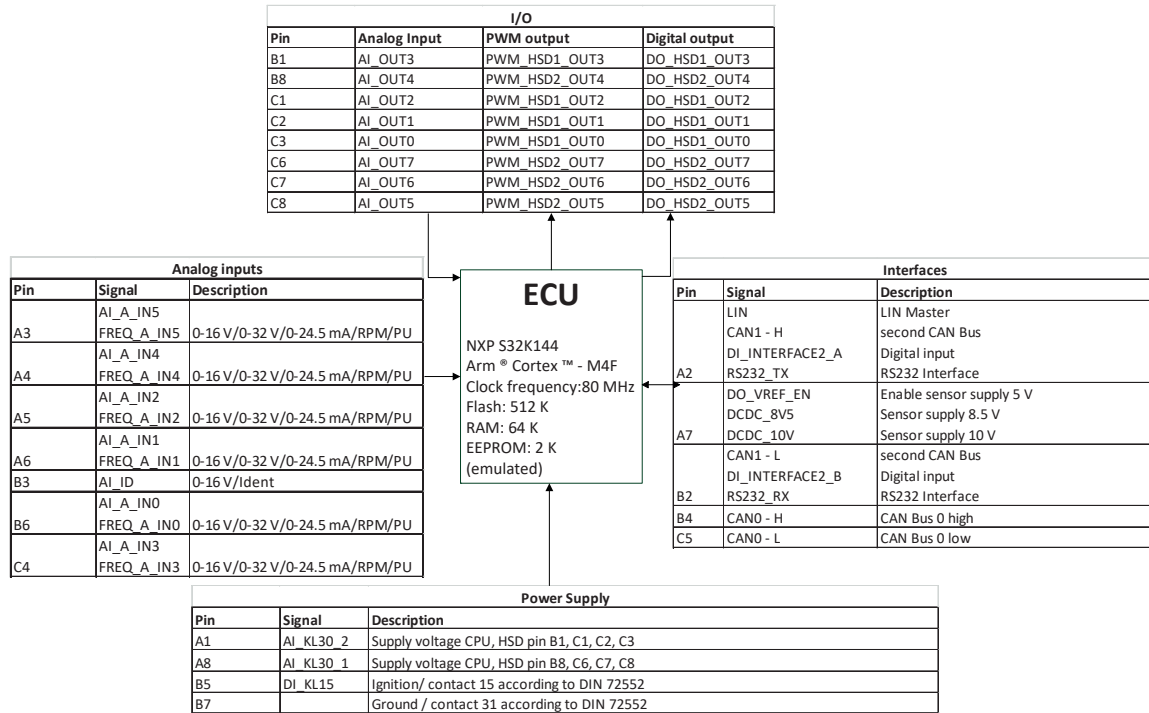 I/O
Pin Analog Input PWM output Digital output
B1 AI_OUT3 PWM_HSD1_OUT3 DO_HSD1_OUT3
B8 AI_OUT4 PWM_HSD2_OUT4 DO_HSD2_OUT4
C1 AI_OUT2 PWM_HSD1_OUT2 DO_HSD1_OUT2
C2 AI_OUT1 PWM_HSD1_OUT1 DO_HSD1_OUT1
C3 AI_OUT0 PWM_HSD1_OUT0 DO_HSD1_OUT0
C6 AI_OUT7 PWM_HSD2_OUT7 DO_HSD2_OUT7
C7 AI_OUT6 PWM_HSD2_OUT6 DO_HSD2_OUT6
C8 AI_OUT5 PWM_HSD2_OUT5 DO_HSD2_OUT5
Analog inputs
Pin Signal Description
AI_A_IN5
A3 FREQ_A_IN5 0-16 V/0-32 V/0-24.5 mA/RPM/PU
AI_A_IN4
A4 FREQ_A_IN4 0-16 V/0-32 V/0-24.5 mA/RPM/PU
AI_A_IN2
A5 FREQ_A_IN2 0-16 V/0-32 V/0-24.5 mA/RPM/PU
AI_A_IN1
A6 FREQ_A_IN1 0-16 V/0-32 V/0-24.5 mA/RPM/PU
B3 AI_ID 0-16 V/Ident
AI_A_IN0
B6 FREQ_A_IN0 0-16 V/0-32 V/0-24.5 mA/RPM/PU
AI_A_IN3
C4 FREQ_A_IN3 0-16 V/0-32 V/0-24.5 mA/RPM/PU
ECU
NXP S32K144
Arm ® Cortex ™ - M4F
Clock frequency:80 MHz
Flash: 512 K
RAM: 64 K
EEPROM: 2 K
(emulated)
Interfaces
Pin Signal Description
LIN LIN Master
CAN1 - H second CAN Bus
DI_INTERFACE2_A Digital input
A2 RS232_TX RS232 Interface
DO_VREF_EN Enable sensor supply 5 V
DCDC_8V5 Sensor supply 8.5 V
A7 DCDC_10V Sensor supply 10 V
CAN1 - L second CAN Bus
DI_INTERFACE2_B Digital input
B2 RS232_RX RS232 Interface
B4 CAN0 - H CAN Bus 0 high
C5 CAN0 - L CAN Bus 0 low
Power Supply
Pin Signal Description
A1 AI_KL30_2 Supply voltage CPU, HSD pin B1, C1, C2, C3
A8 AI_KL30_1 Supply voltage CPU, HSD pin B8, C6, C7, C8
B5 DI_KL15 Ignition/ contact 15 according to DIN 72552
B7 Ground / contact 31 according to DIN 72552